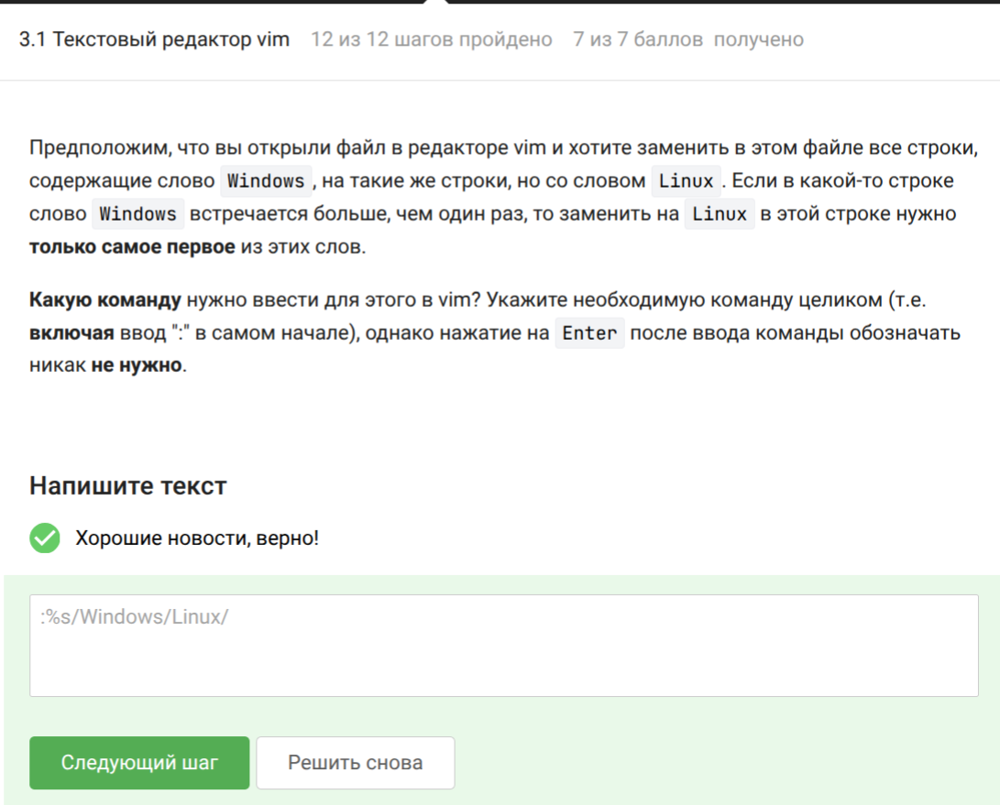 3.1 Текстовый редактор vim 12 из 12 шагов пройдено 7 из 7 баллов получено
Предположим, что вы открыли файл в редакторе vim и хотите заменить в этом файле все строки,
содержащие слово Windows, на такие же строки, но со словом Linux. Если в какой-то строке
слово Windows встречается больше, чем один раз, то заменить на Linux в этой строке нужно
только самое первое из этих слов.
Какую команду нужно ввести для этого в vim? Укажите необходимую команду целиком (т.е.
включая ввод ":" в самом начале), однако нажатие на Enter после ввода команды обозначать
никак не нужно.
Напишите текст
Хорошие новости, верно!
:%s/Windows/Linux/
Следующий шаг Решить снова